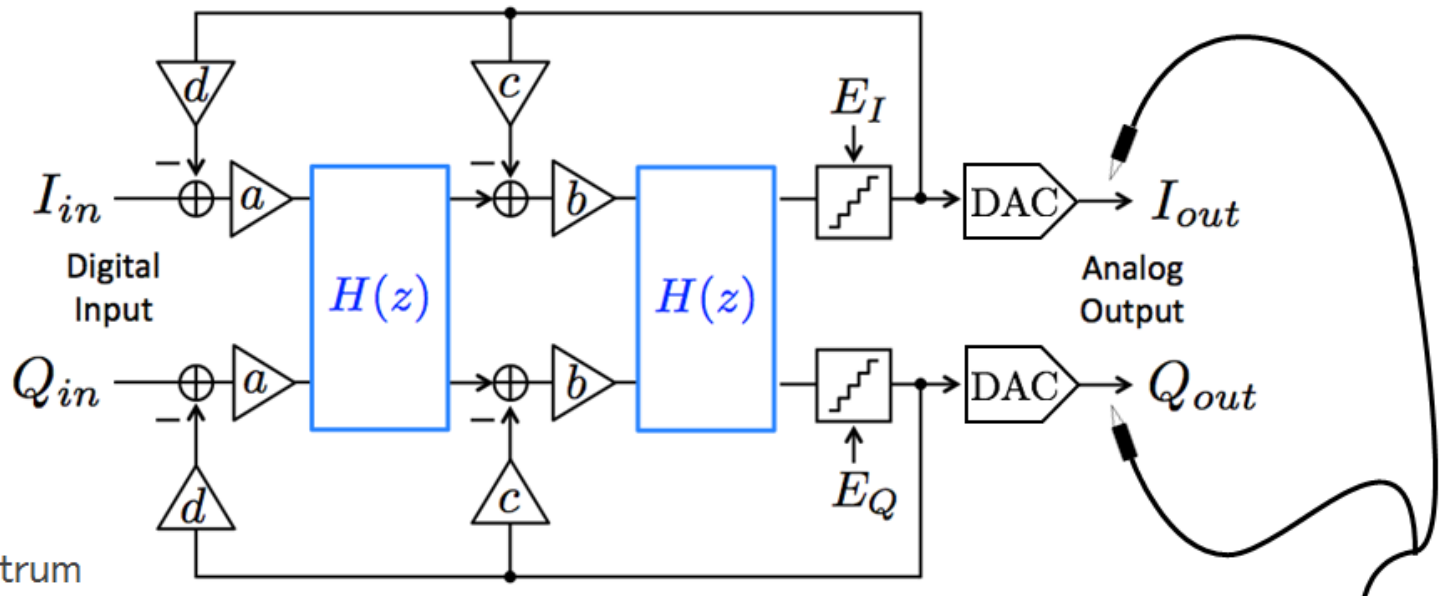 d
c
E_I
I_in
a
b
DAC
I_out
Digital
Input
H(z)
H(z)
Analog
Output
Q_in
a
b
DAC
Q_out
d
c
E_Q
trum